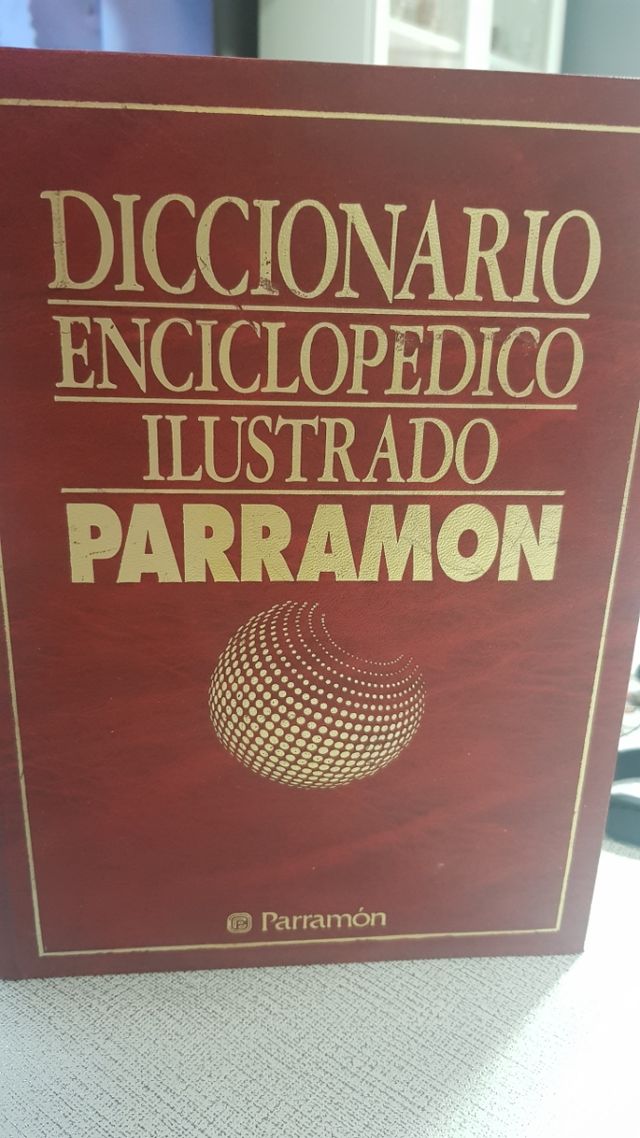 DICCIONARIO
ENCICLOPEDICO
ILUSTRADO
PARRAMON
Parramón